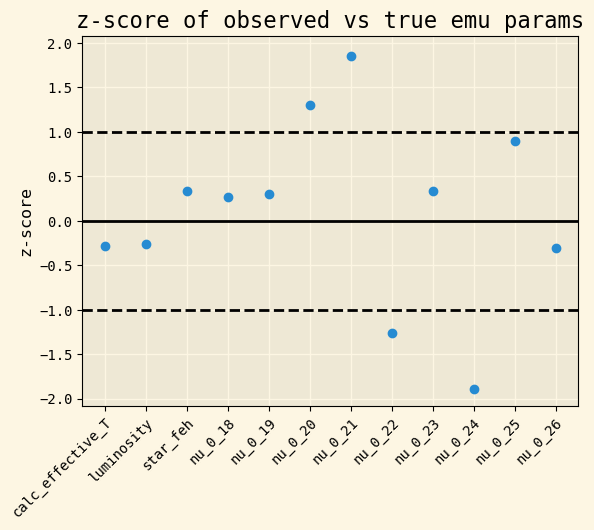 z-score of observed vs true emu params
2.0
1.5
1.0
0.5
0.0
−0.5
−1.0
−1.5
−2.0
z-score
calc_effective_T
luminosity
star_feh
nu_0_18
nu_0_19
nu_0_20
nu_0_21
nu_0_22
nu_0_23
nu_0_24
nu_0_25
nu_0_26